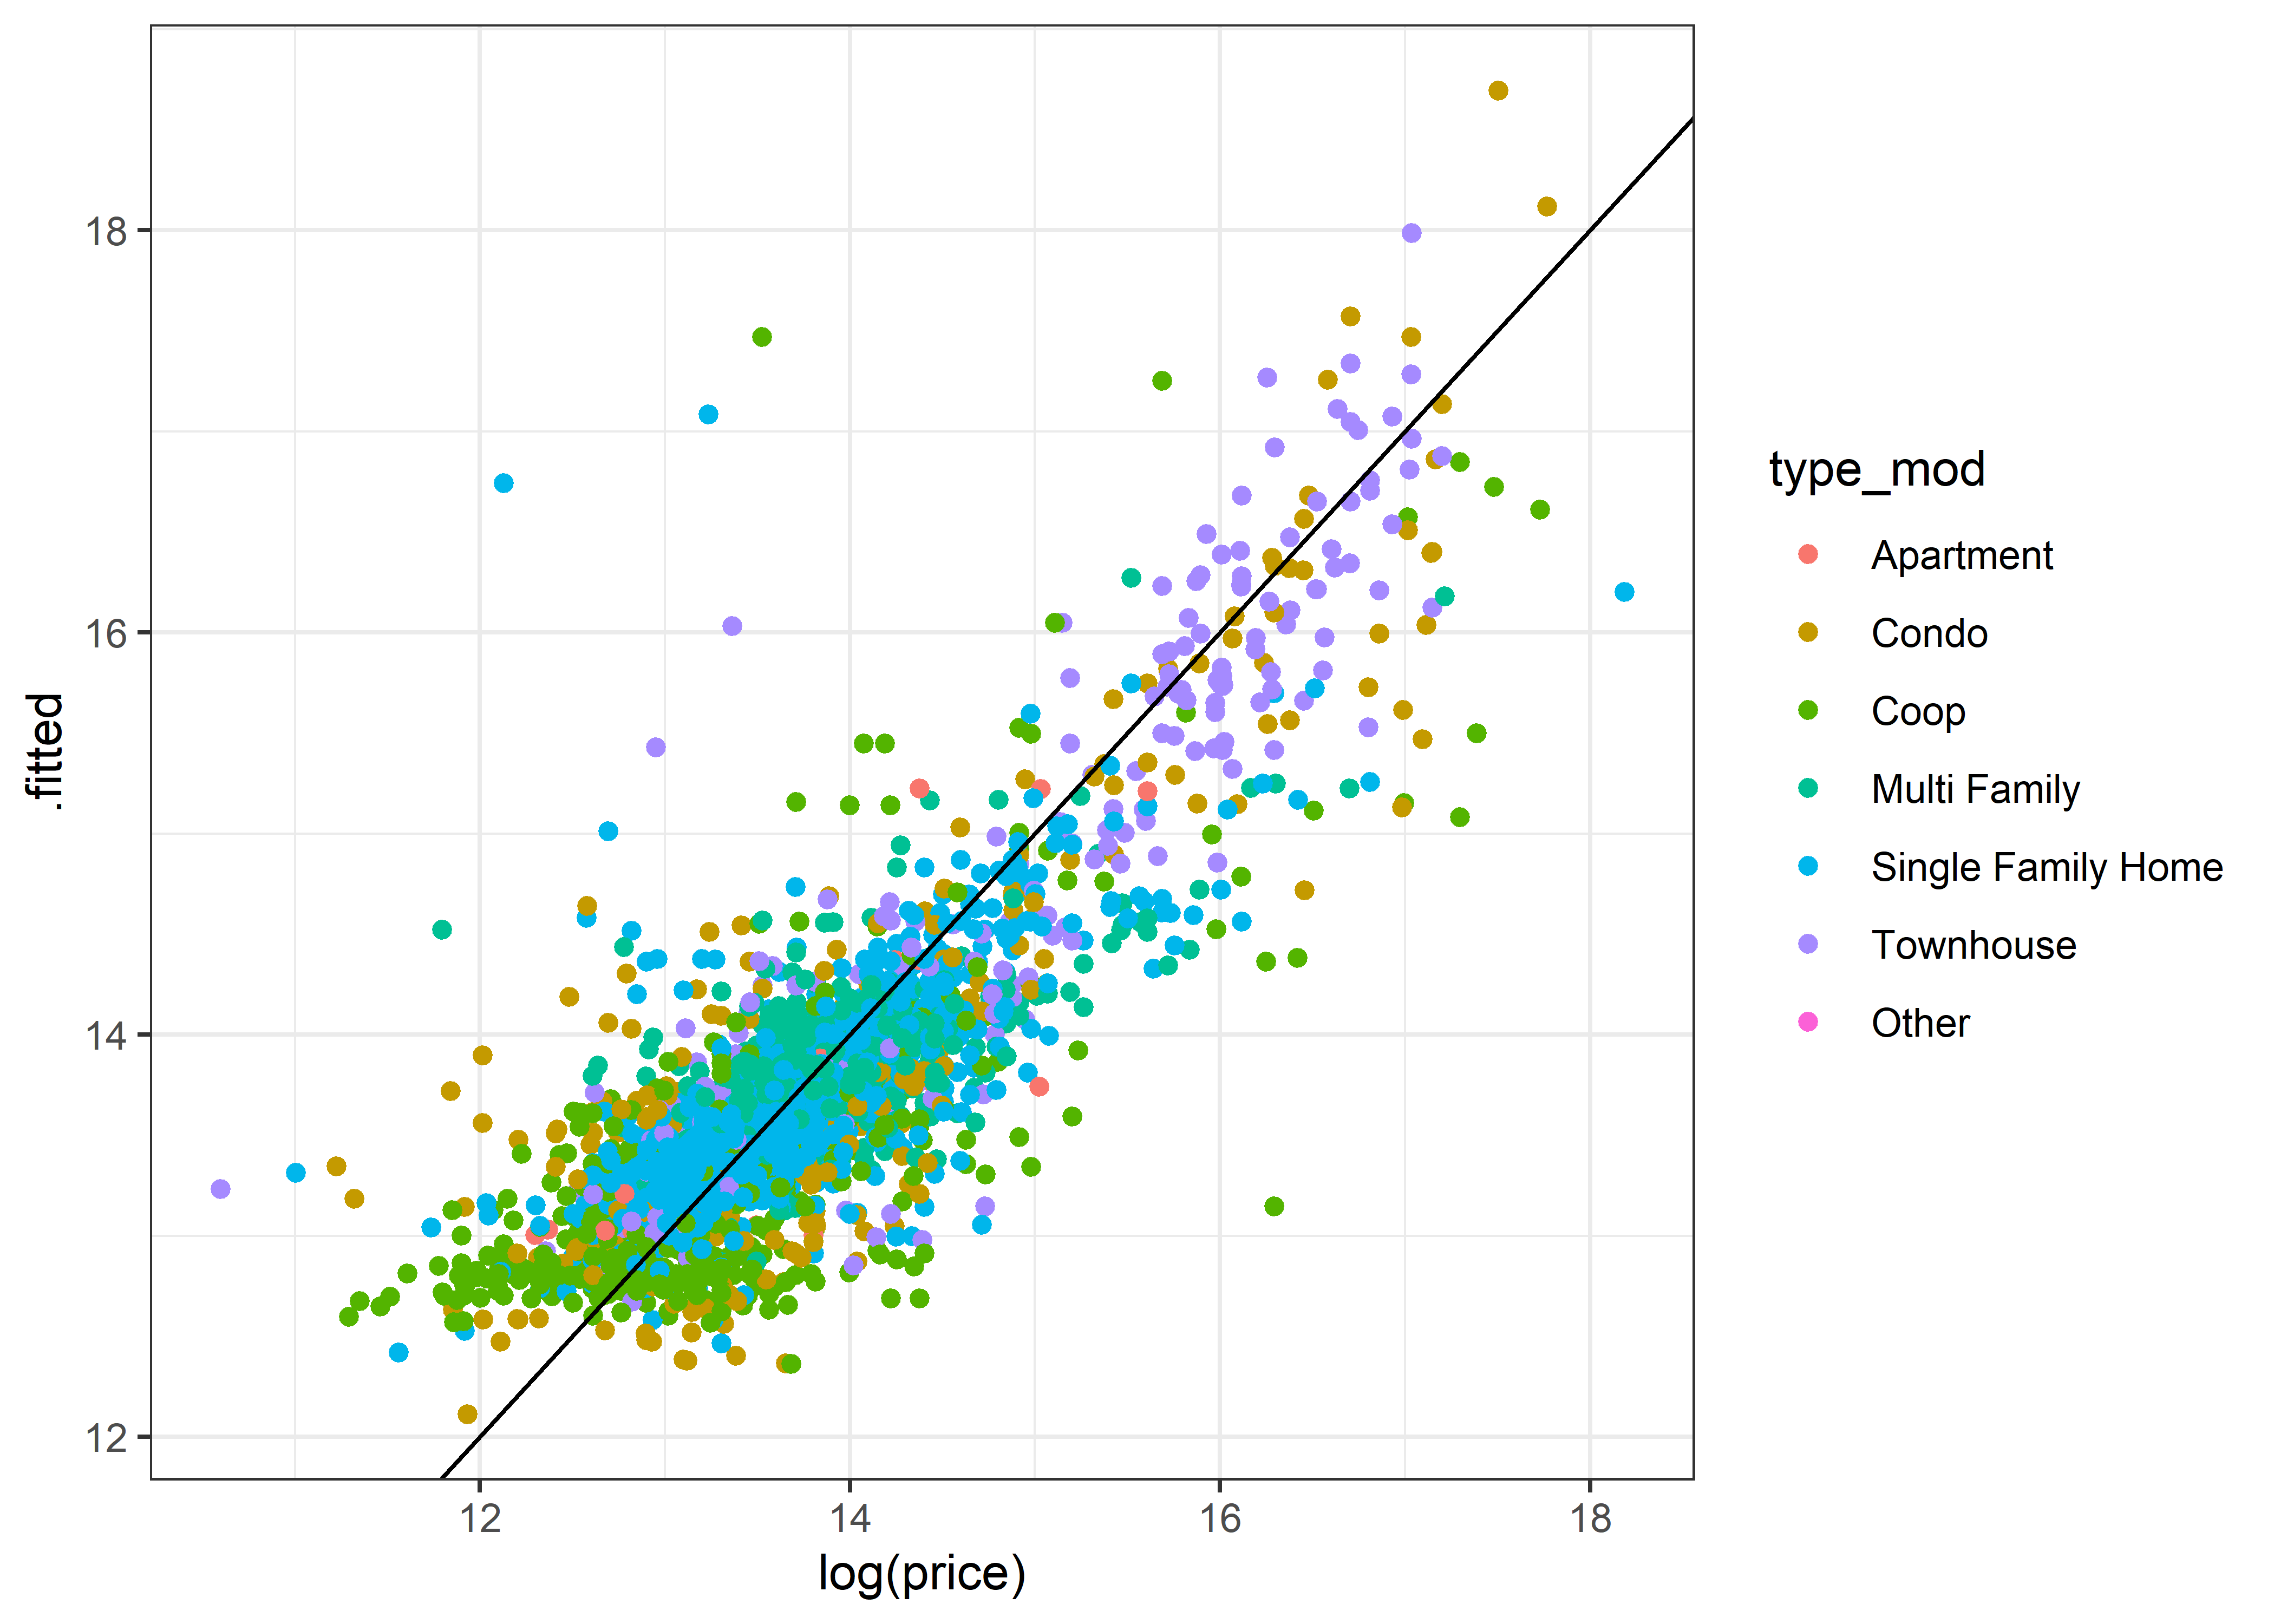 18
16
14
12
.fitted
12 14 16 18
log(price)
type_mod
Apartment
Condo
Coop
Multi Family
Single Family Home
Townhouse
Other